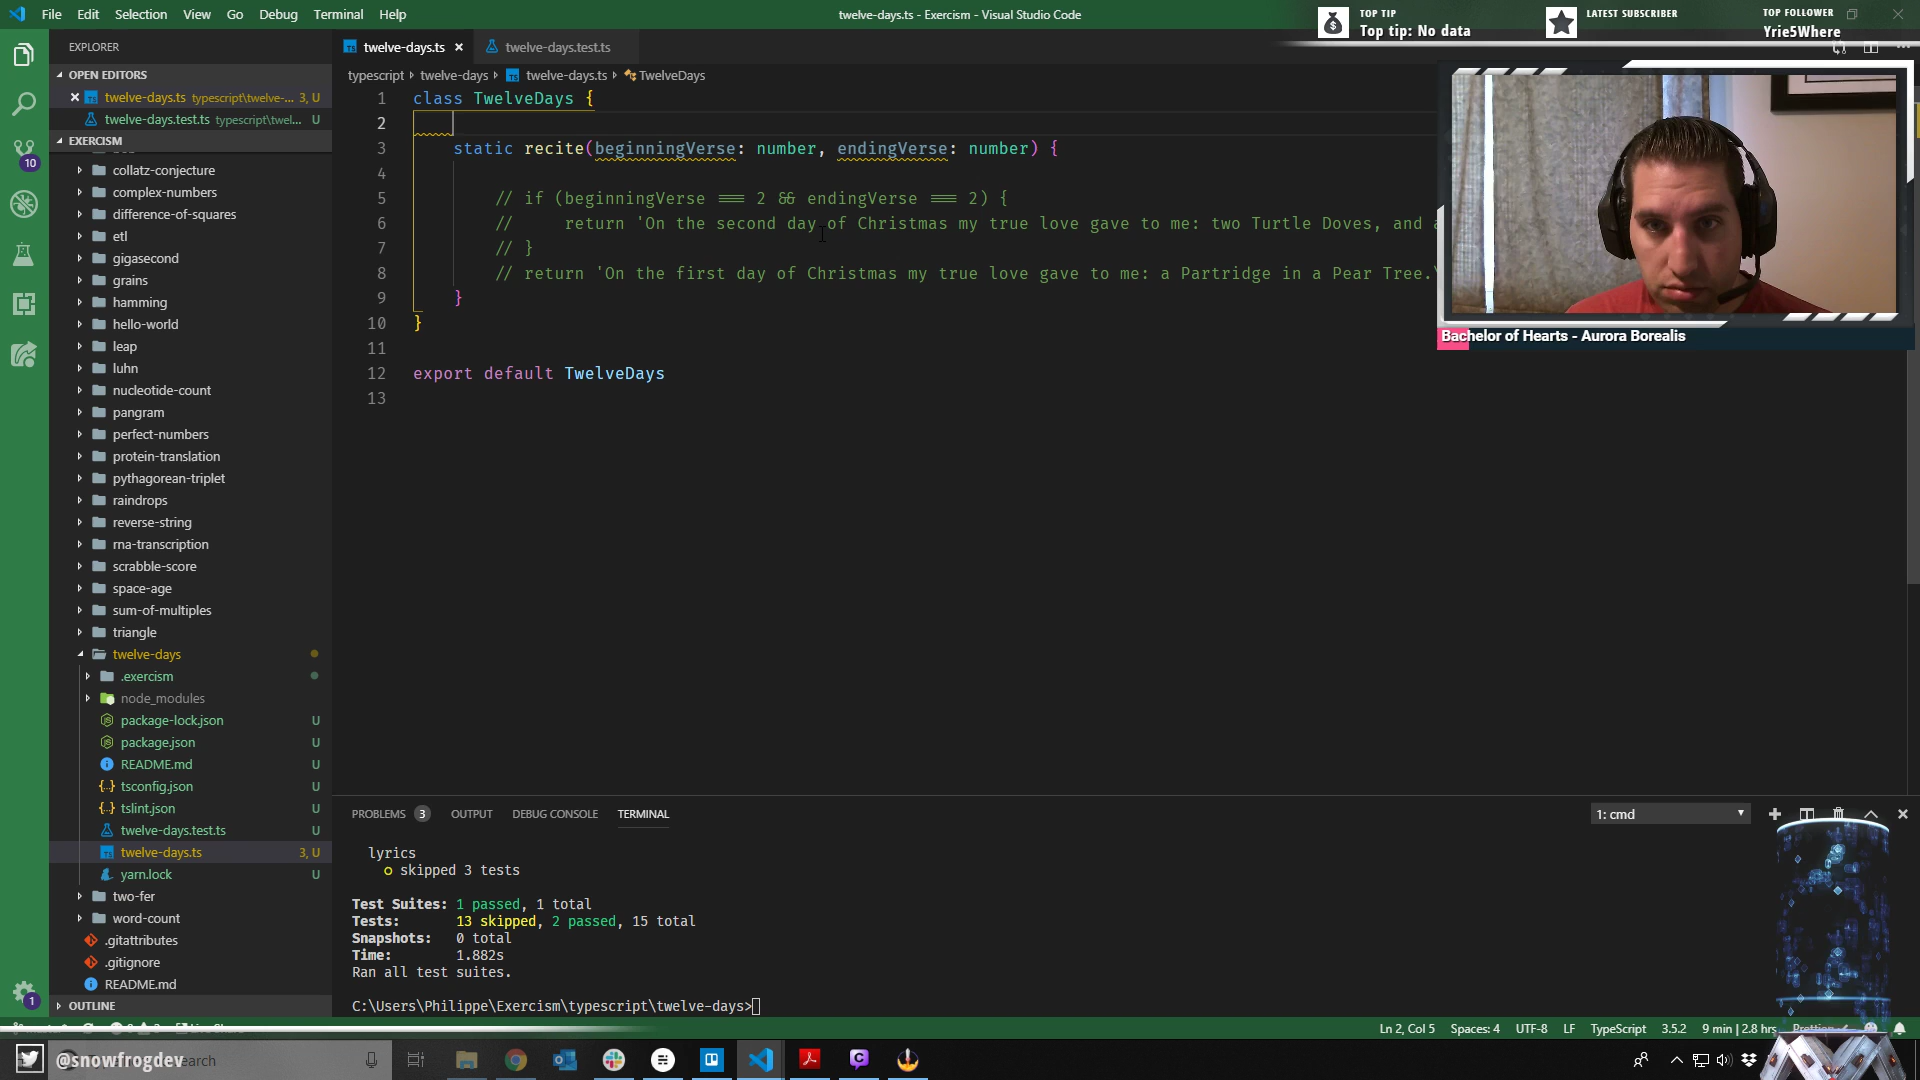 File Edit Selection View Go Debug Terminal Help
twelve-days.ts - Exercism - Visual Studio Code
TOP TIP
Top tip: No data
LATEST SUBSCRIBER
TOP FOLLOWER
Yrie5Where
EXPLORER
OPEN EDITORS
twelve-days.ts typescript\twelve-... 3, U
twelve-days.test.ts typescript\twel... U
EXERCISM
collatz-conjecture
complex-numbers
difference-of-squares
etl
gigasecond
grains
hamming
hello-world
leap
luhn
nucleotide-count
pangram
perfect-numbers
protein-translation
pythagorean-triplet
raindrops
reverse-string
rna-transcription
scrabble-score
space-age
sum-of-multiples
triangle
twelve-days
.exercism
node_modules
package-lock.json U
package.json U
README.md U
tsconfig.json U
tslint.json U
twelve-days.test.ts U
twelve-days.ts 3, U
yarn.lock U
two-fer
word-count
.gitattributes
.gitignore
README.md
OUTLINE
10
1
twelve-days.ts twelve-days.test.ts
typescript twelve-days twelve-days.ts TwelveDays
1 class TwelveDays {
2
3 static recite(beginningVerse: number, endingVerse: number) {
4
5 // if (beginningVerse === 2 && endingVerse === 2) {
6 // return 'On the second day of Christmas my true love gave to me: two Turtle Doves, and a
7 // }
8 // return 'On the first day of Christmas my true love gave to me: a Partridge in a Pear Tree.\
9 }
10 }
11
12 export default TwelveDays
13
Bachelor of Hearts - Aurora Borealis
PROBLEMS 3 OUTPUT DEBUG CONSOLE TERMINAL
1: cmd
lyrics
o skipped 3 tests
Test Suites: 1 passed, 1 total
Tests: 13 skipped, 2 passed, 15 total
Snapshots: 0 total
Time: 1.882s
Ran all test suites.
C:\Users\Philippe\Exercism\typescript\twelve-days>
Ln 2, Col 5 Spaces: 4 UTF-8 LF TypeScript 3.5.2 9 min | 2.8 hrs
@snowfrogdev